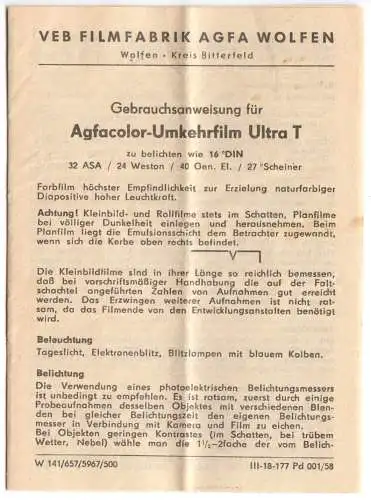 VEB FILMFABRIK AGFA WOLFEN
Wolfen · Kreis Bitterfeld
Gebrauchsanweisung für
Agfacolor-Umkehrfilm Ultra T
zu belichten wie 16 °DIN
32 ASA / 24 Weston / 40 Gen. El. / 27 °Scheiner
Farbfilm höchster Empfindlichkeit zur Erzielung naturfarbiger
Diapositive hoher Leuchtkraft.
Achtung! Kleinbild- und Rollfilme stets im Schatten, Planfilme
bei völliger Dunkelheit einlegen und herausnehmen. Beim
Planfilm liegt die Emulsionsschicht dem Betrachter zugewandt,
wenn sich die Kerbe oben rechts befindet.
Die Kleinbildfilme sind in ihrer Länge so reichlich bemessen,
daß bei vorschriftsmäßiger Handhabung die auf der Falt-
schachtel angeführten Zahlen von Aufnahmen gut erreicht
werden. Das Erzwingen weiterer Aufnahmen ist nicht rat-
sam, da das Filmende von den Entwicklungsanstalten benötigt
wird.
Beleuchtung
Tageslicht, Elektronenblitz, Blitzlampen mit blauem Kolben.
Belichtung
Die Verwendung eines photoelektrischen Belichtungsmessers
ist unbedingt zu empfehlen. Es ist ratsam, zuerst durch einige
Probeaufnahmen desselben Objektes mit verschiedenen Blen-
den bei gleicher Belichtungszeit den eigenen Belichtungs-
messer in Verbindung mit Kamera und Film zu eichen.
Bei Objekten geringen Kontrastes (im Schatten, bei trübem
Wetter, Nebel) wähle man die 1½-2fache der vom Belich-
W 141/657/5967/500 III-18-177 Pd 001/58